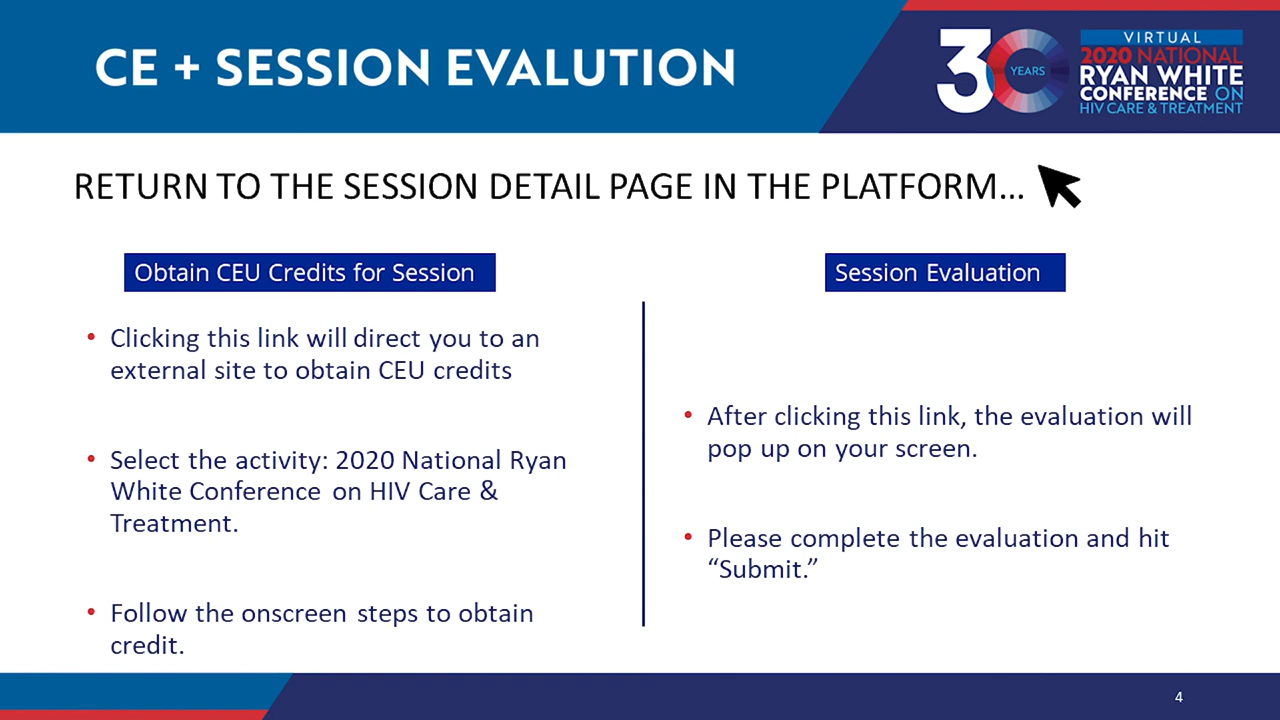 CE + SESSION EVALUTION
30
YEARS
VIRTUAL
2020 NATIONAL
RYAN WHITE
CONFERENCE ON
HIV CARE & TREATMENT
RETURN TO THE SESSION DETAIL PAGE IN THE PLATFORM...
Obtain CEU Credits for Session
• Clicking this link will direct you to an
external site to obtain CEU credits
• Select the activity: 2020 National Ryan
White Conference on HIV Care &
Treatment.
• Follow the onscreen steps to obtain
credit.
Session Evaluation
• After clicking this link, the evaluation will
pop up on your screen.
• Please complete the evaluation and hit
“Submit.”
4